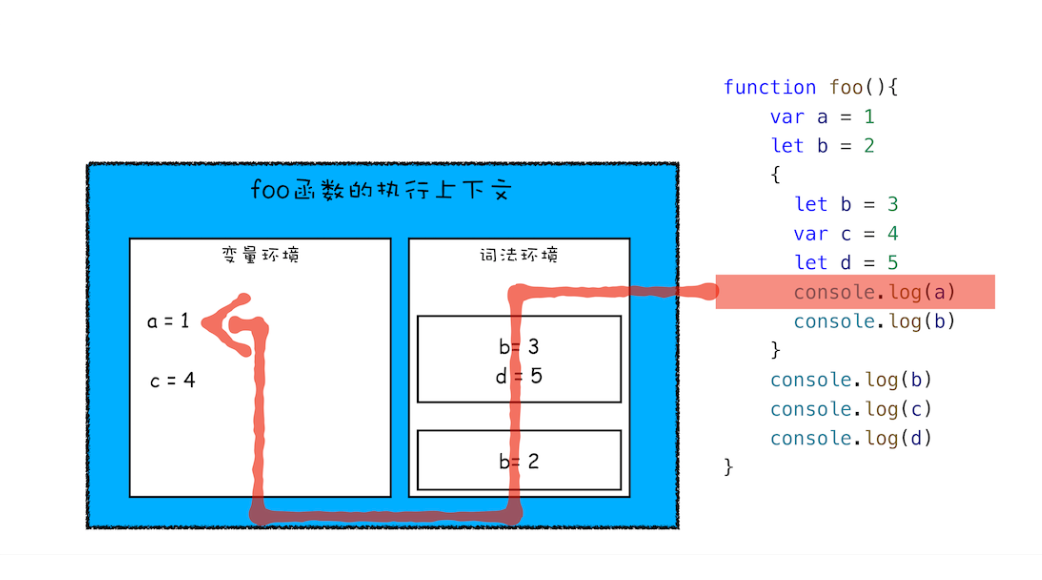 foo函数的执行上下文
变量环境
a = 1
c = 4
词法环境
b = 3
d = 5
b = 2
function foo(){
    var a = 1
    let b = 2
    {
      let b = 3
      var c = 4
      let d = 5
      console.log(a)
      console.log(b)
    }
    console.log(b)
    console.log(c)
    console.log(d)
}